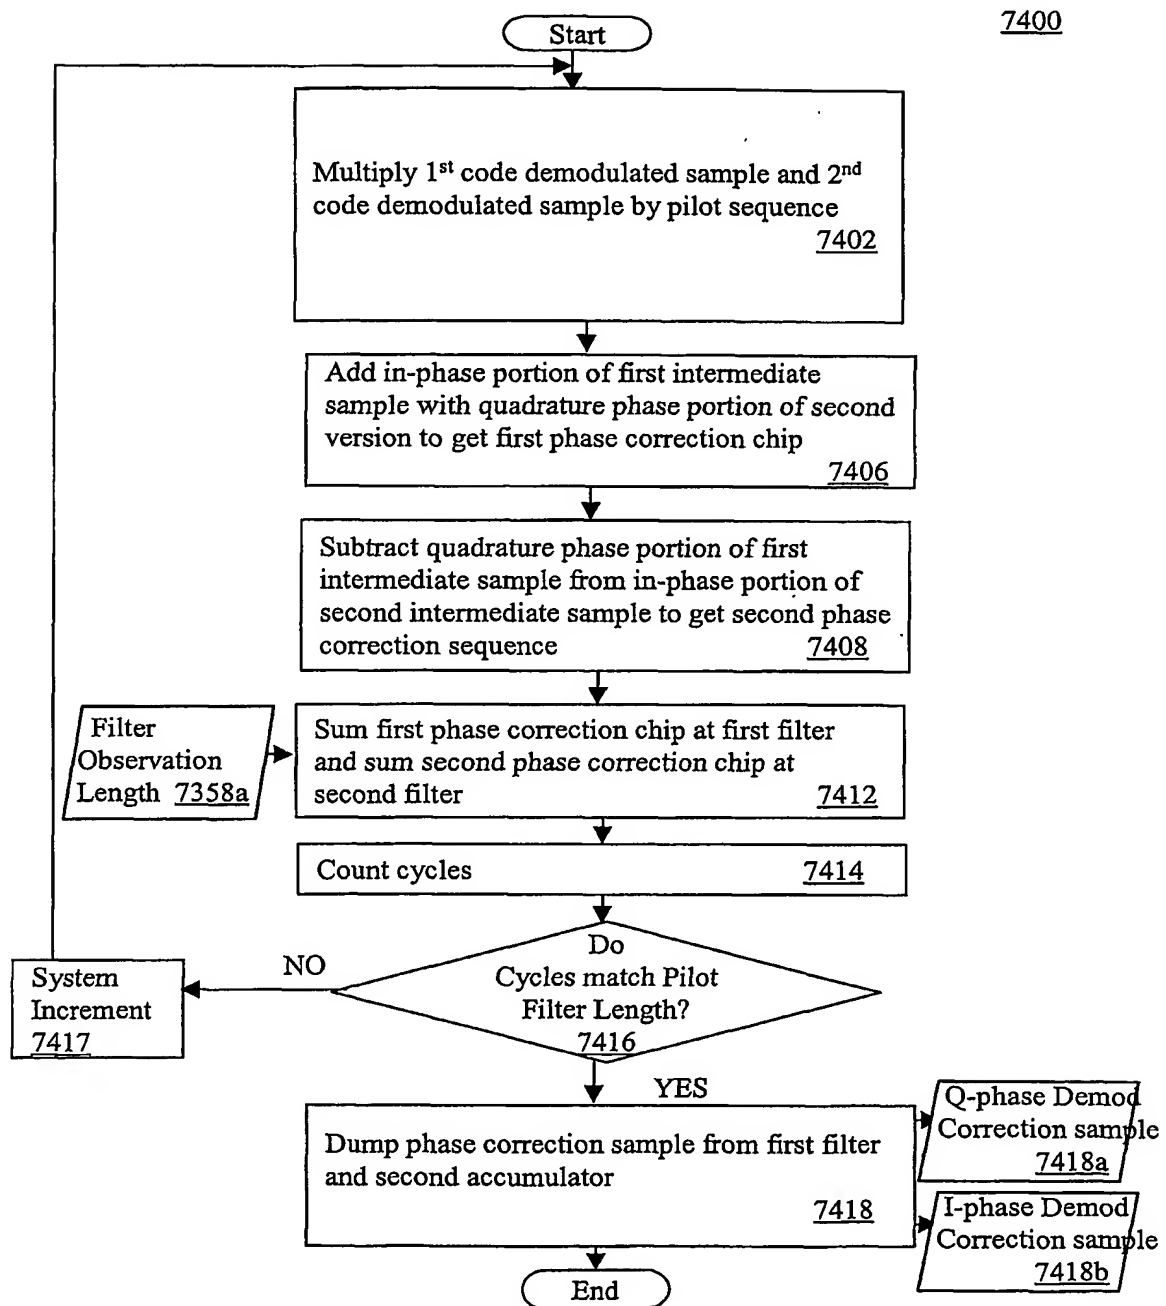 7400
Start
Multiply 1st code demodulated sample and 2nd
code demodulated sample by pilot sequence
7402
Add in-phase portion of first intermediate
sample with quadrature phase portion of second
version to get first phase correction chip
7406
Subtract quadrature phase portion of first
intermediate sample from in-phase portion of
second intermediate sample to get second phase
correction sequence 7408
Filter
Observation
Length 7358a
Sum first phase correction chip at first filter
and sum second phase correction chip at
second filter 7412
Count cycles 7414
Do
Cycles match Pilot
Filter Length?
7416
NO
System
Increment
7417
YES
Dump phase correction sample from first filter
and second accumulator
7418
Q-phase Demod
Correction sample
7418a
I-phase Demod
Correction sample
7418b
End